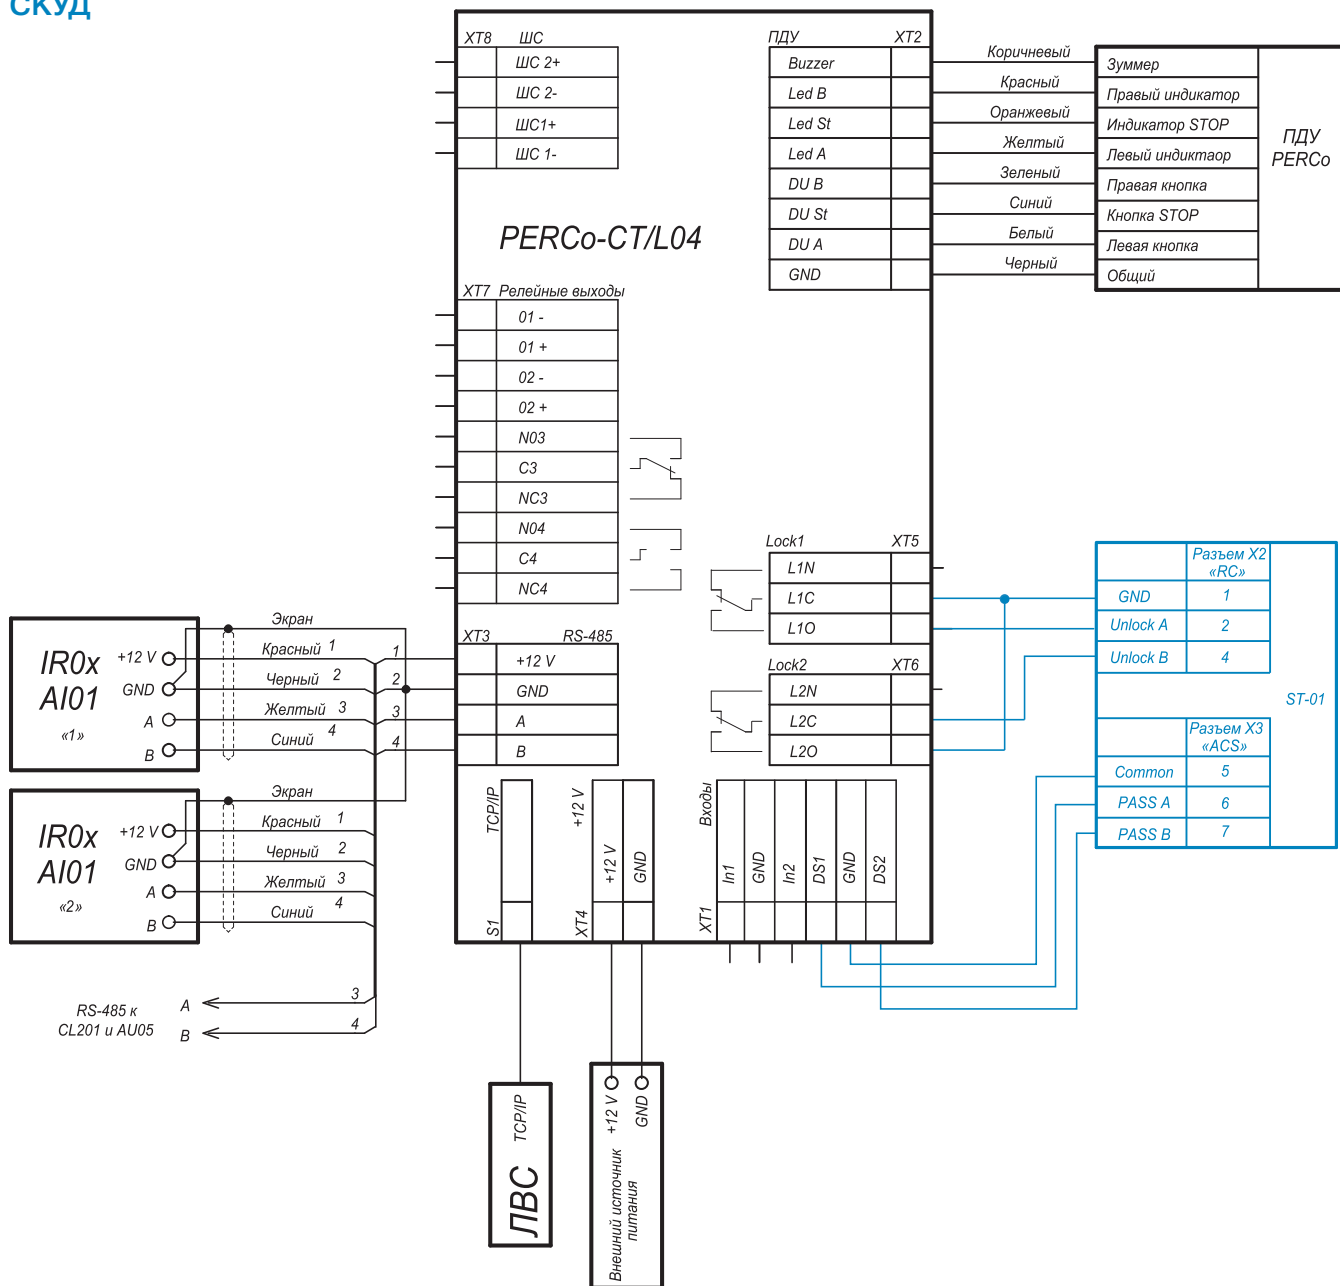 СКУД
XT8 ШС
ШС 2+
ШС 2-
ШС1+
ШС 1-
ПДУ XT2
Buzzer
Led B
Led St
Led A
DU B
DU St
DU A
GND
Коричневый
Красный
Оранжевый
Желтый
Зеленый
Синий
Белый
Черный
Зуммер
Правый индикатор
Индикатор STOP
Левый индиктаор
Правая кнопка
Кнопка STOP
Левая кнопка
Общий
ПДУ
PERCo
PERCo-CT/L04
XT7 Релейные выходы
01 -
01 +
02 -
02 +
N03
C3
NC3
N04
C4
NC4
Lock1 XT5
L1N
L1C
L1O
Lock2 XT6
L2N
L2C
L2O
XT3 RS-485
+12 V
GND
A
B
IR0x
AI01
«1»
+12 V
GND
A
B
Экран
Красный 1 1
Черный 2 2
Желтый 3 3
Синий 4 4
IR0x
AI01
«2»
+12 V
GND
A
B
Экран
Красный 1
Черный 2
Желтый 3
Синий 4
RS-485 к
CL201 и AU05
A 3
B 4
S1 TCP/IP
XT4 +12 V
+12 V
GND
XT1 Входы
In1
GND
In2
DS1
GND
DS2
ЛВС TCP/IP
+12 V
GND
Внешний источник
питания
Разъем X2
«RC»
GND 1
Unlock A 2
Unlock B 4
ST-01
Разъем X3
«ACS»
Common 5
PASS A 6
PASS B 7